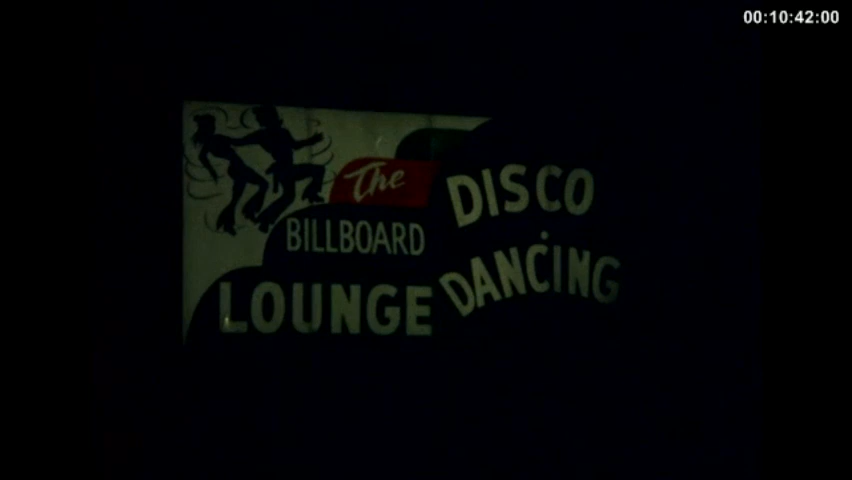 00:10:42:00
The
BILLBOARD
LOUNGE
DISCO
DANCING